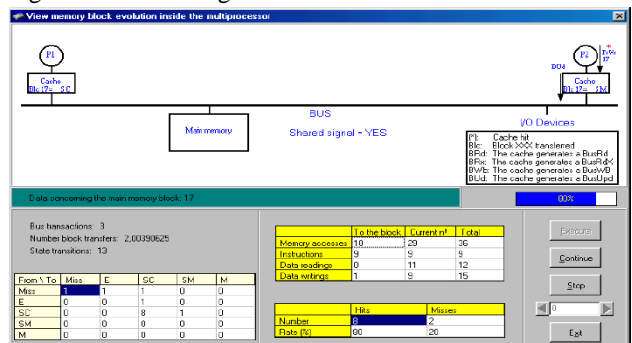 View memory block evolution inside the multiprocessor
P1
P2
PrWr
17
BUd
Cache
Blc 17= SC
Cache
Blc 17= SM
Main memory
BUS
Shared signal = YES
I/O Devices
Cache hit
Blc: Block XXX transfered
BRd: The cache generates a BusRd
BRx: The cache generates a BusRdX
BWb: The cache generates a BusWB
BUd: The cache generates a BusUpd
Data concerning the main memory block: 17
80%
Bus transactions: 3
Number block transfers: 2,00390625
State transitions: 13
To the block Current nº Total
Memory accesses 10 29 36
Instructions 9 9 9
Data readings 0 11 12
Data writings 1 9 15
Execute
Continue
Stop
0
Exit
From \ To Miss E SC SM M
Miss 1 1 1 0 0
E 0 0 1 0 0
SC 0 0 8 1 0
SM 0 0 0 0 0
M 0 0 0 0 0
Hits Misses
Number 8 2
Rate (%) 80 20